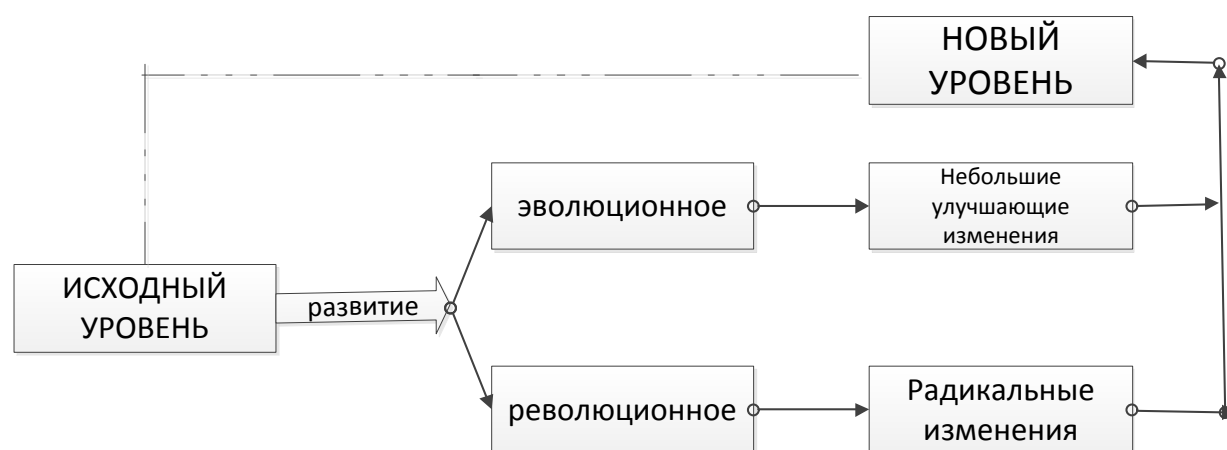 НОВЫЙ
УРОВЕНЬ
эволюционное
Небольшие
улучшающие
изменения
ИСХОДНЫЙ
УРОВЕНЬ
развитие
революционное
Радикальные
изменения